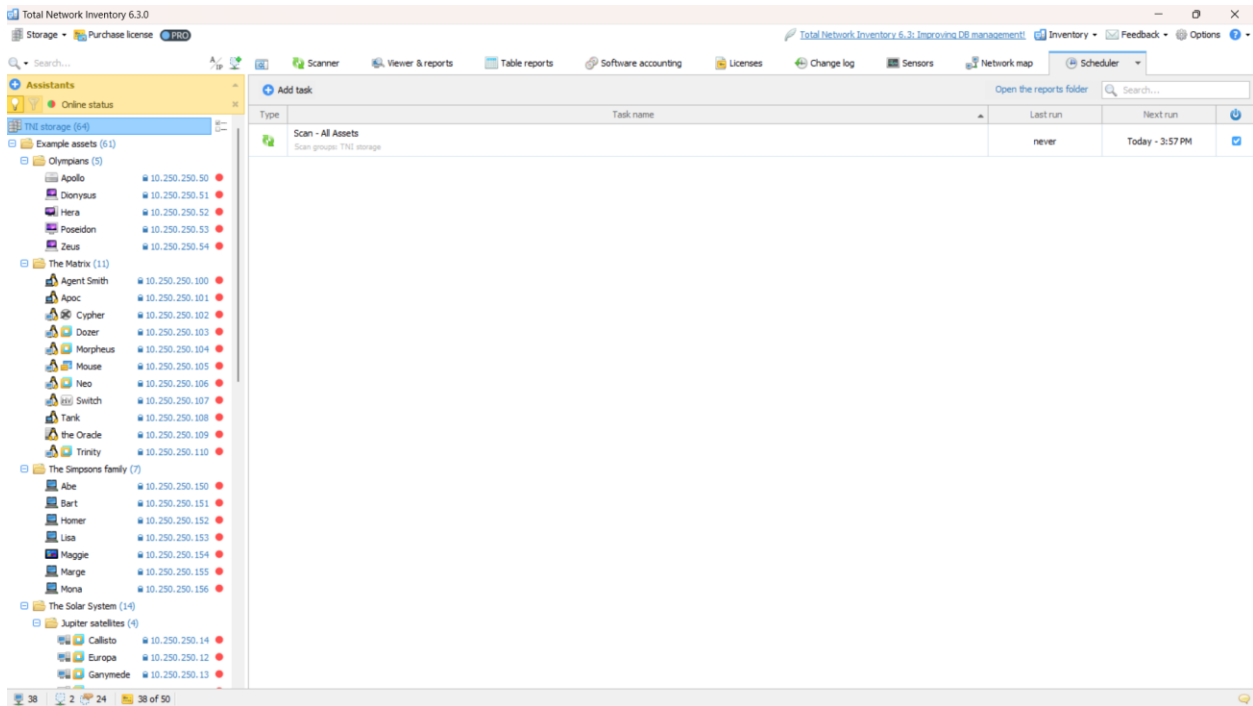 Total Network Inventory 6.3.0
Storage Purchase license PRO Total Network Inventory 6.3: Improving DB management! Inventory Feedback Options
Search... Scanner Viewer & reports Table reports Software accounting Licenses Change log Sensors Network map Scheduler
Assistants
Online status
Add task Open the reports folder Search...
Type Task name Last run Next run
Scan - All Assets
Scan groups: TNI storage
never Today - 3:57 PM
TNI storage (64)
Example assets (61)
Olympians (5)
Apollo 10.250.250.50
Dionysus 10.250.250.51
Hera 10.250.250.52
Poseidon 10.250.250.53
Zeus 10.250.250.54
The Matrix (11)
Agent Smith 10.250.250.100
Apoc 10.250.250.101
Cypher 10.250.250.102
Dozer 10.250.250.103
Morpheus 10.250.250.104
Mouse 10.250.250.105
Neo 10.250.250.106
Switch 10.250.250.107
Tank 10.250.250.108
the Oracle 10.250.250.109
Trinity 10.250.250.110
The Simpsons family (7)
Abe 10.250.250.150
Bart 10.250.250.151
Homer 10.250.250.152
Lisa 10.250.250.153
Maggie 10.250.250.154
Marge 10.250.250.155
Mona 10.250.250.156
The Solar System (14)
Jupiter satellites (4)
Callisto 10.250.250.14
Europa 10.250.250.12
Ganymede 10.250.250.13
38 2 24 38 of 50